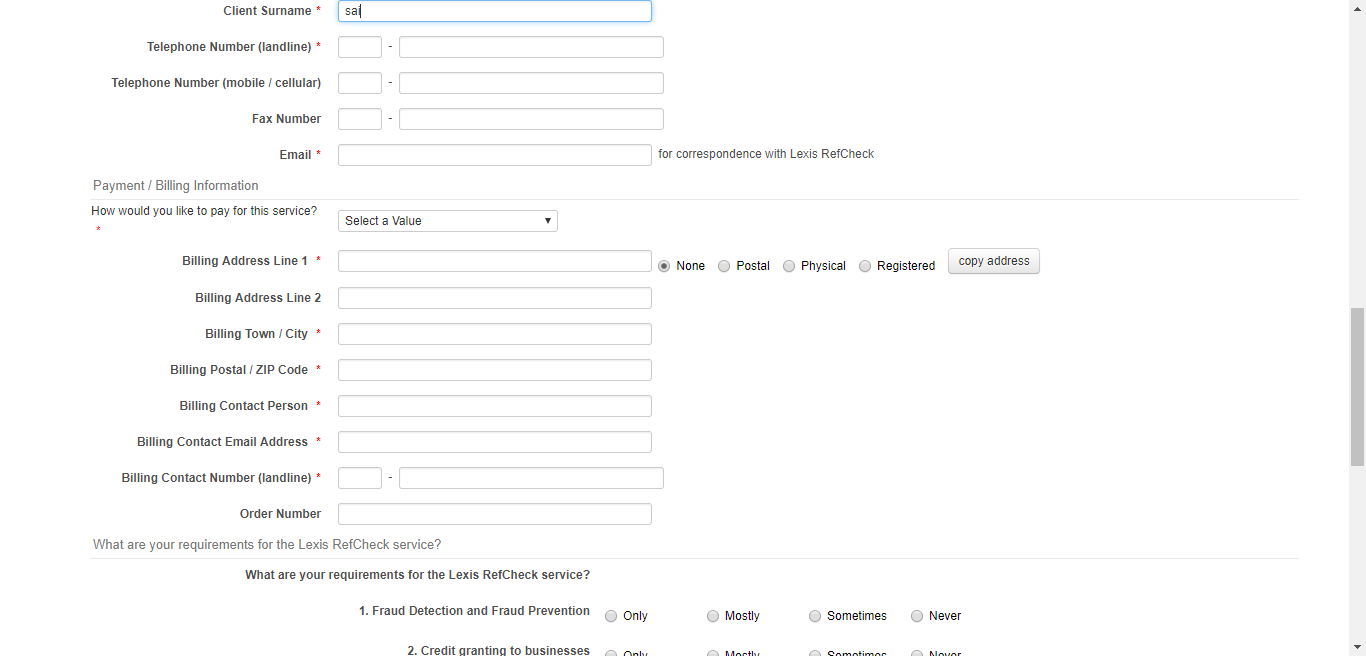 Client Surname * sai
Telephone Number (landline) * -
Telephone Number (mobile / cellular) -
Fax Number -
Email * for correspondence with Lexis RefCheck
Payment / Billing Information
How would you like to pay for this service?
* Select a Value
Billing Address Line 1 * None Postal Physical Registered copy address
Billing Address Line 2
Billing Town / City *
Billing Postal / ZIP Code *
Billing Contact Person *
Billing Contact Email Address *
Billing Contact Number (landline) * -
Order Number
What are your requirements for the Lexis RefCheck service?
What are your requirements for the Lexis RefCheck service?
1. Fraud Detection and Fraud Prevention Only Mostly Sometimes Never
2. Credit granting to businesses Only Mostly Sometimes Never